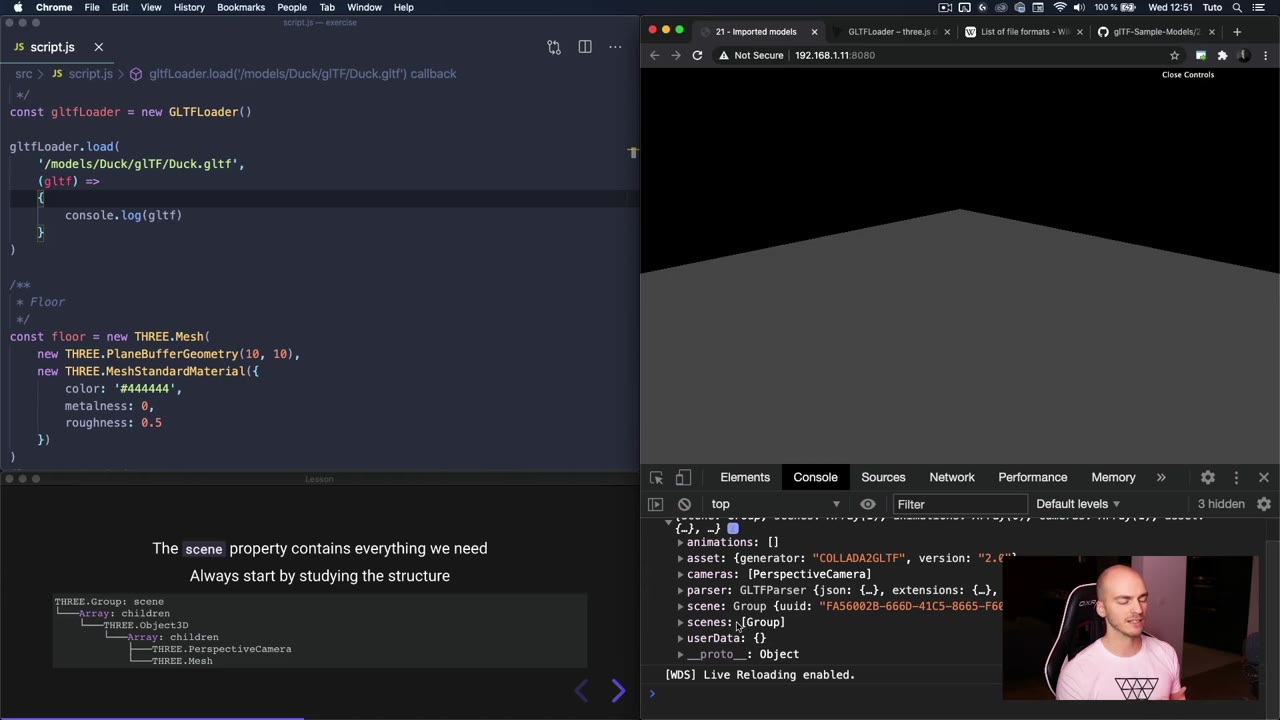 Chrome File Edit View History Bookmarks People Tab Window Help
100 % Wed 12:51 Tuto
script.js — exercise
script.js
src › JS script.js › gltfLoader.load('/models/Duck/glTF/Duck.gltf') callback
*/
const gltfLoader = new GLTFLoader()
gltfLoader.load(
'/models/Duck/glTF/Duck.gltf',
(gltf) =>
{
console.log(gltf)
}
)
/**
* Floor
*/
const floor = new THREE.Mesh(
new THREE.PlaneBufferGeometry(10, 10),
new THREE.MeshStandardMaterial({
color: '#444444',
metalness: 0,
roughness: 0.5
})
)
Lesson
The scene property contains everything we need
Always start by studying the structure
THREE.Group: scene
└──Array: children
└──THREE.Object3D
└──Array: children
├──THREE.PerspectiveCamera
└──THREE.Mesh
21 - Imported models
GLTFLoader – three.js d
List of file formats - Wi
glTF-Sample-Models/2
Not Secure 192.168.1.11:8080
Close Controls
Elements Console Sources Network Performance Memory »
top Filter Default levels 3 hidden
{…}, …}
animations: []
asset: {generator: "COLLADA2GLTF", version: "2.0"}
cameras: [PerspectiveCamera]
parser: GLTFParser {json: {…}, extensions: {…},
scene: Group {uuid: "FA56002B-666D-41C5-8665-F60
scenes: [Group]
userData: {}
__proto__: Object
[WDS] Live Reloading enabled.